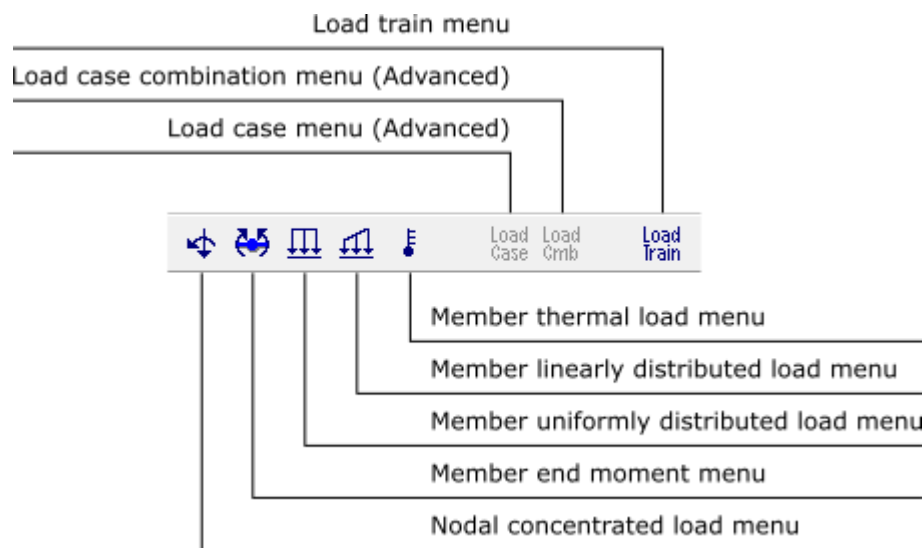 Load train menu
Load case combination menu (Advanced)
Load case menu (Advanced)
Load Load Load
Case Cmb Train
Member thermal load menu
Member linearly distributed load menu
Member uniformly distributed load menu
Member end moment menu
Nodal concentrated load menu